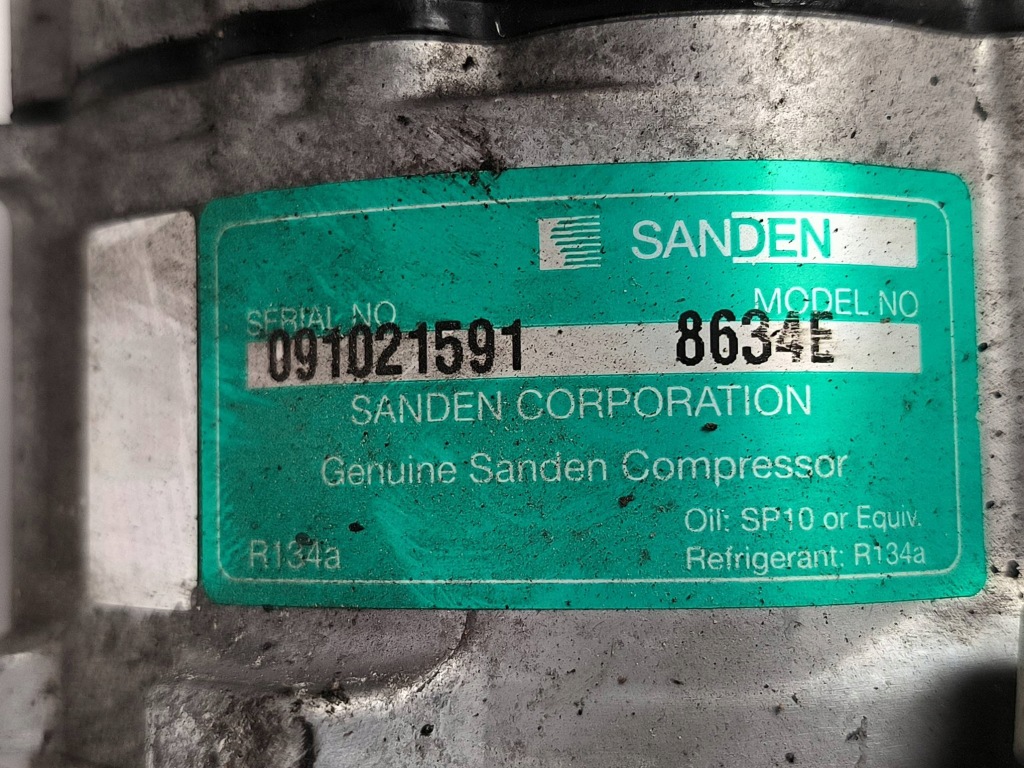 SANDEN
SERIAL NO MODEL NO
091021591 8634E
SANDEN CORPORATION
Genuine Sanden Compressor
Oil: SP10 or Equiv.
R134a Refrigerant: R134a